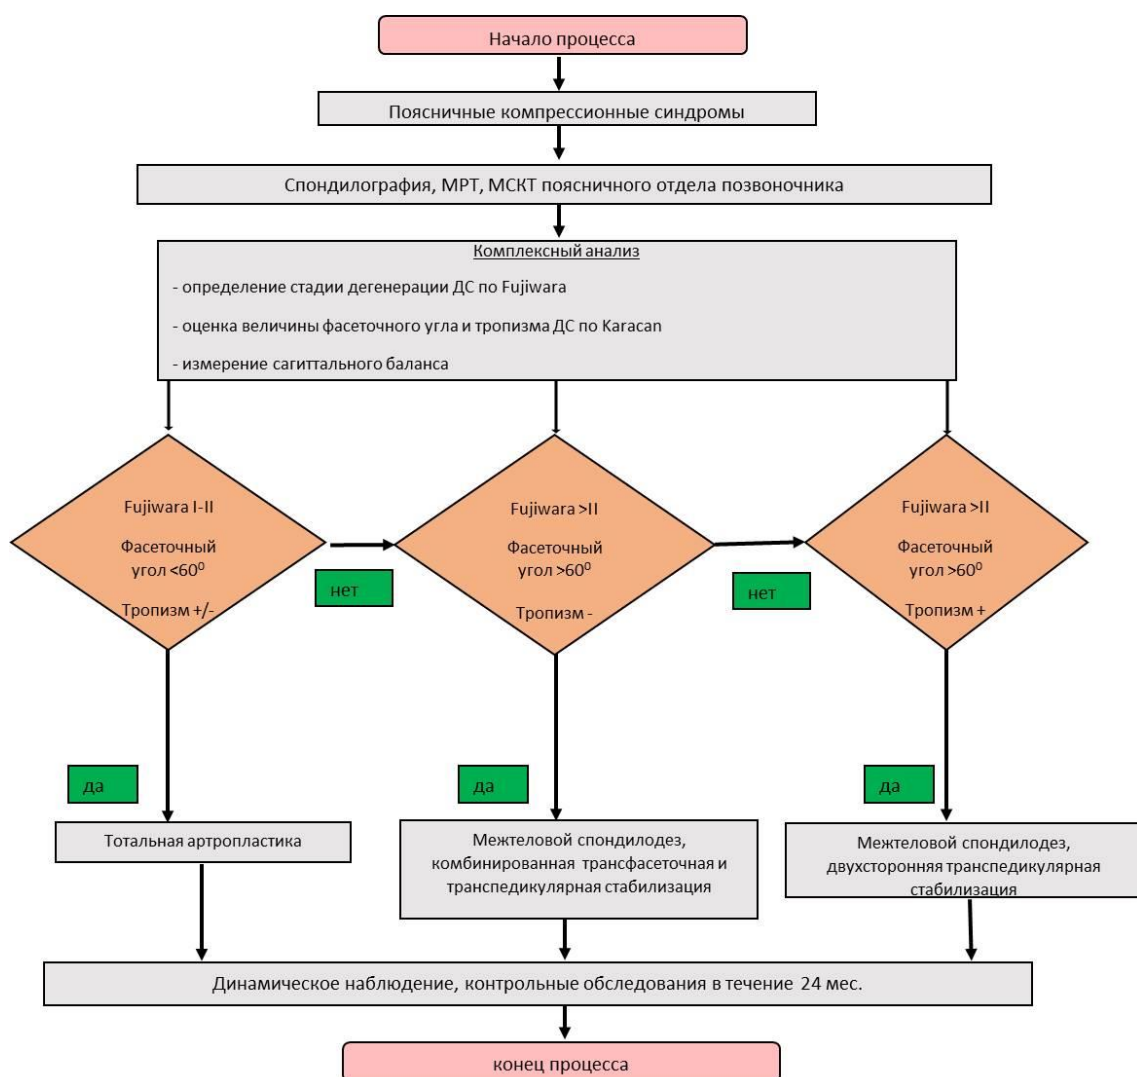 Начало процесса
Поясничные компрессионные синдромы
Спондилография, МРТ, МСКТ поясничного отдела позвоночника
Комплексный анализ
- определение стадии дегенерации ДС по Fujiwara
- оценка величины фасеточного угла и тропизма ДС по Karacan
- измерение сагиттального баланса
Fujiwara I-II
Фасеточный
угол <60⁰
Тропизм +/-
нет
Fujiwara >II
Фасеточный
угол >60⁰
Тропизм -
нет
Fujiwara >II
Фасеточный
угол >60⁰
Тропизм +
да
да
да
Тотальная артропластика
Межтеловой спондилодез,
комбинированная трансфасеточная и
транспедикулярная стабилизация
Межтеловой спондилодез,
двухсторонняя транспедикулярная
стабилизация
Динамическое наблюдение, контрольные обследования в течение 24 мес.
конец процесса